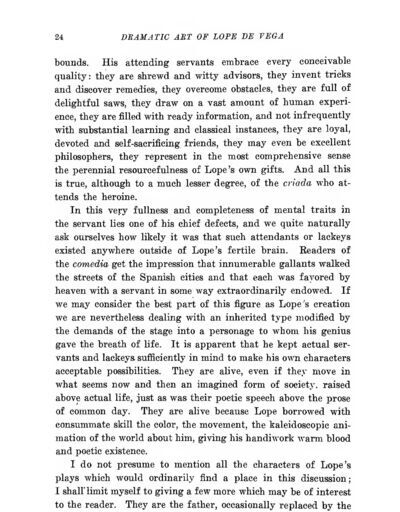 24 DRAMATIC ART OF LOPE DE VEGA
bounds. His attending servants embrace every conceivable
quality: they are shrewd and witty advisors, they invent tricks
and discover remedies, they overcome obstacles, they are full of
delightful saws, they draw on a vast amount of human experi-
ence, they are filled with ready information, and not infrequently
with substantial learning and classical instances, they are loyal,
devoted and self-sacrificing friends, they may even be excellent
philosophers, they represent in the most comprehensive sense
the perennial resourcefulness of Lope's own gifts. And all this
is true, although to a much lesser degree, of the criada who at-
tends the heroine.
In this very fullness and completeness of mental traits in
the servant lies one of his chief defects, and we quite naturally
ask ourselves how likely it was that such attendants or lackeys
existed anywhere outside of Lope's fertile brain. Readers of
the comedia get the impression that innumerable gallants walked
the streets of the Spanish cities and that each was favored by
heaven with a servant in some way extraordinarily endowed. If
we may consider the best part of this figure as Lope's creation
we are nevertheless dealing with an inherited type modified by
the demands of the stage into a personage to whom his genius
gave the breath of life. It is apparent that he kept actual ser-
vants and lackeys sufficiently in mind to make his own characters
acceptable possibilities. They are alive, even if they move in
what seems now and then an imagined form of society, raised
above actual life, just as was their poetic speech above the prose
of common day. They are alive because Lope borrowed with
consummate skill the color, the movement, the kaleidoscopic ani-
mation of the world about him, giving his handiwork warm blood
and poetic existence.
I do not presume to mention all the characters of Lope's
plays which would ordinarily find a place in this discussion;
I shall limit myself to giving a few more which may be of interest
to the reader. They are the father, occasionally replaced by the